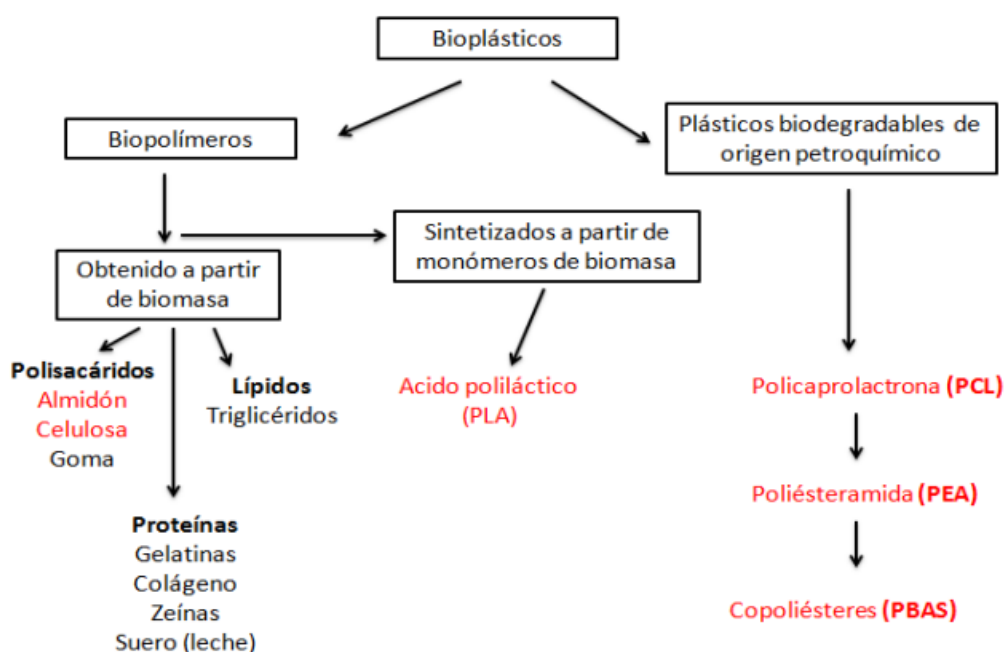 Bioplásticos
Biopolímeros
Plásticos biodegradables de
origen petroquímico
Obtenido a partir
de biomasa
Sintetizados a partir de
monómeros de biomasa
Polisacáridos
Almidón
Celulosa
Goma
Lípidos
Triglicéridos
Proteínas
Gelatinas
Colágeno
Zeínas
Suero (leche)
Acido poliláctico
(PLA)
Policaprolactrona (PCL)
Poliésteramida (PEA)
Copoliésteres (PBAS)